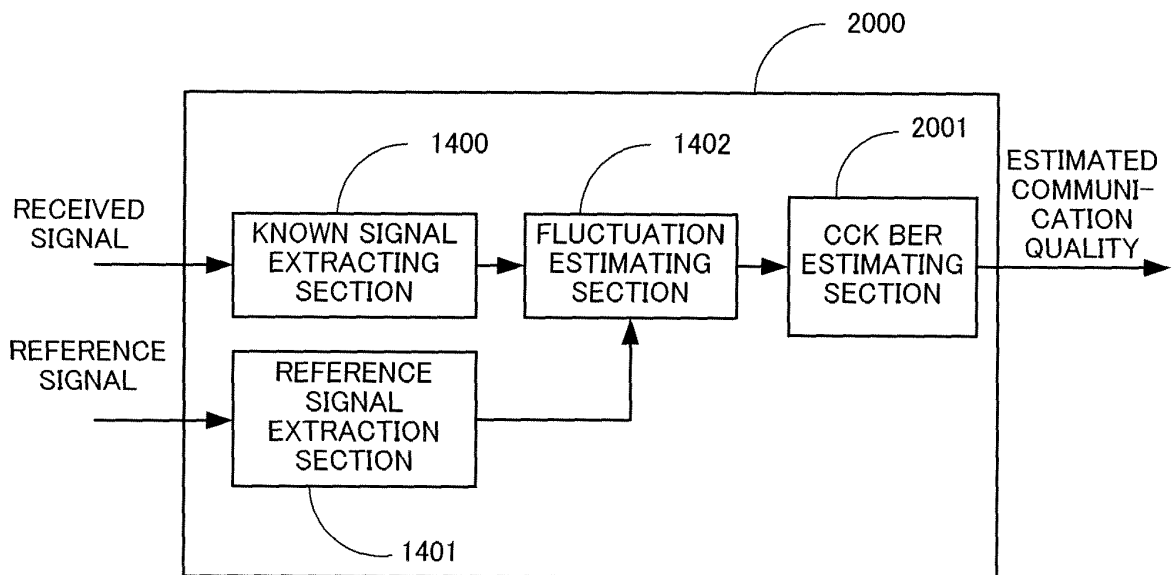 2000
1400
1402
2001
RECEIVED
SIGNAL
KNOWN SIGNAL
EXTRACTING
SECTION
FLUCTUATION
ESTIMATING
SECTION
CCK BER
ESTIMATING
SECTION
ESTIMATED
COMMUNI-
CATION
QUALITY
REFERENCE
SIGNAL
REFERENCE
SIGNAL
EXTRACTION
SECTION
1401